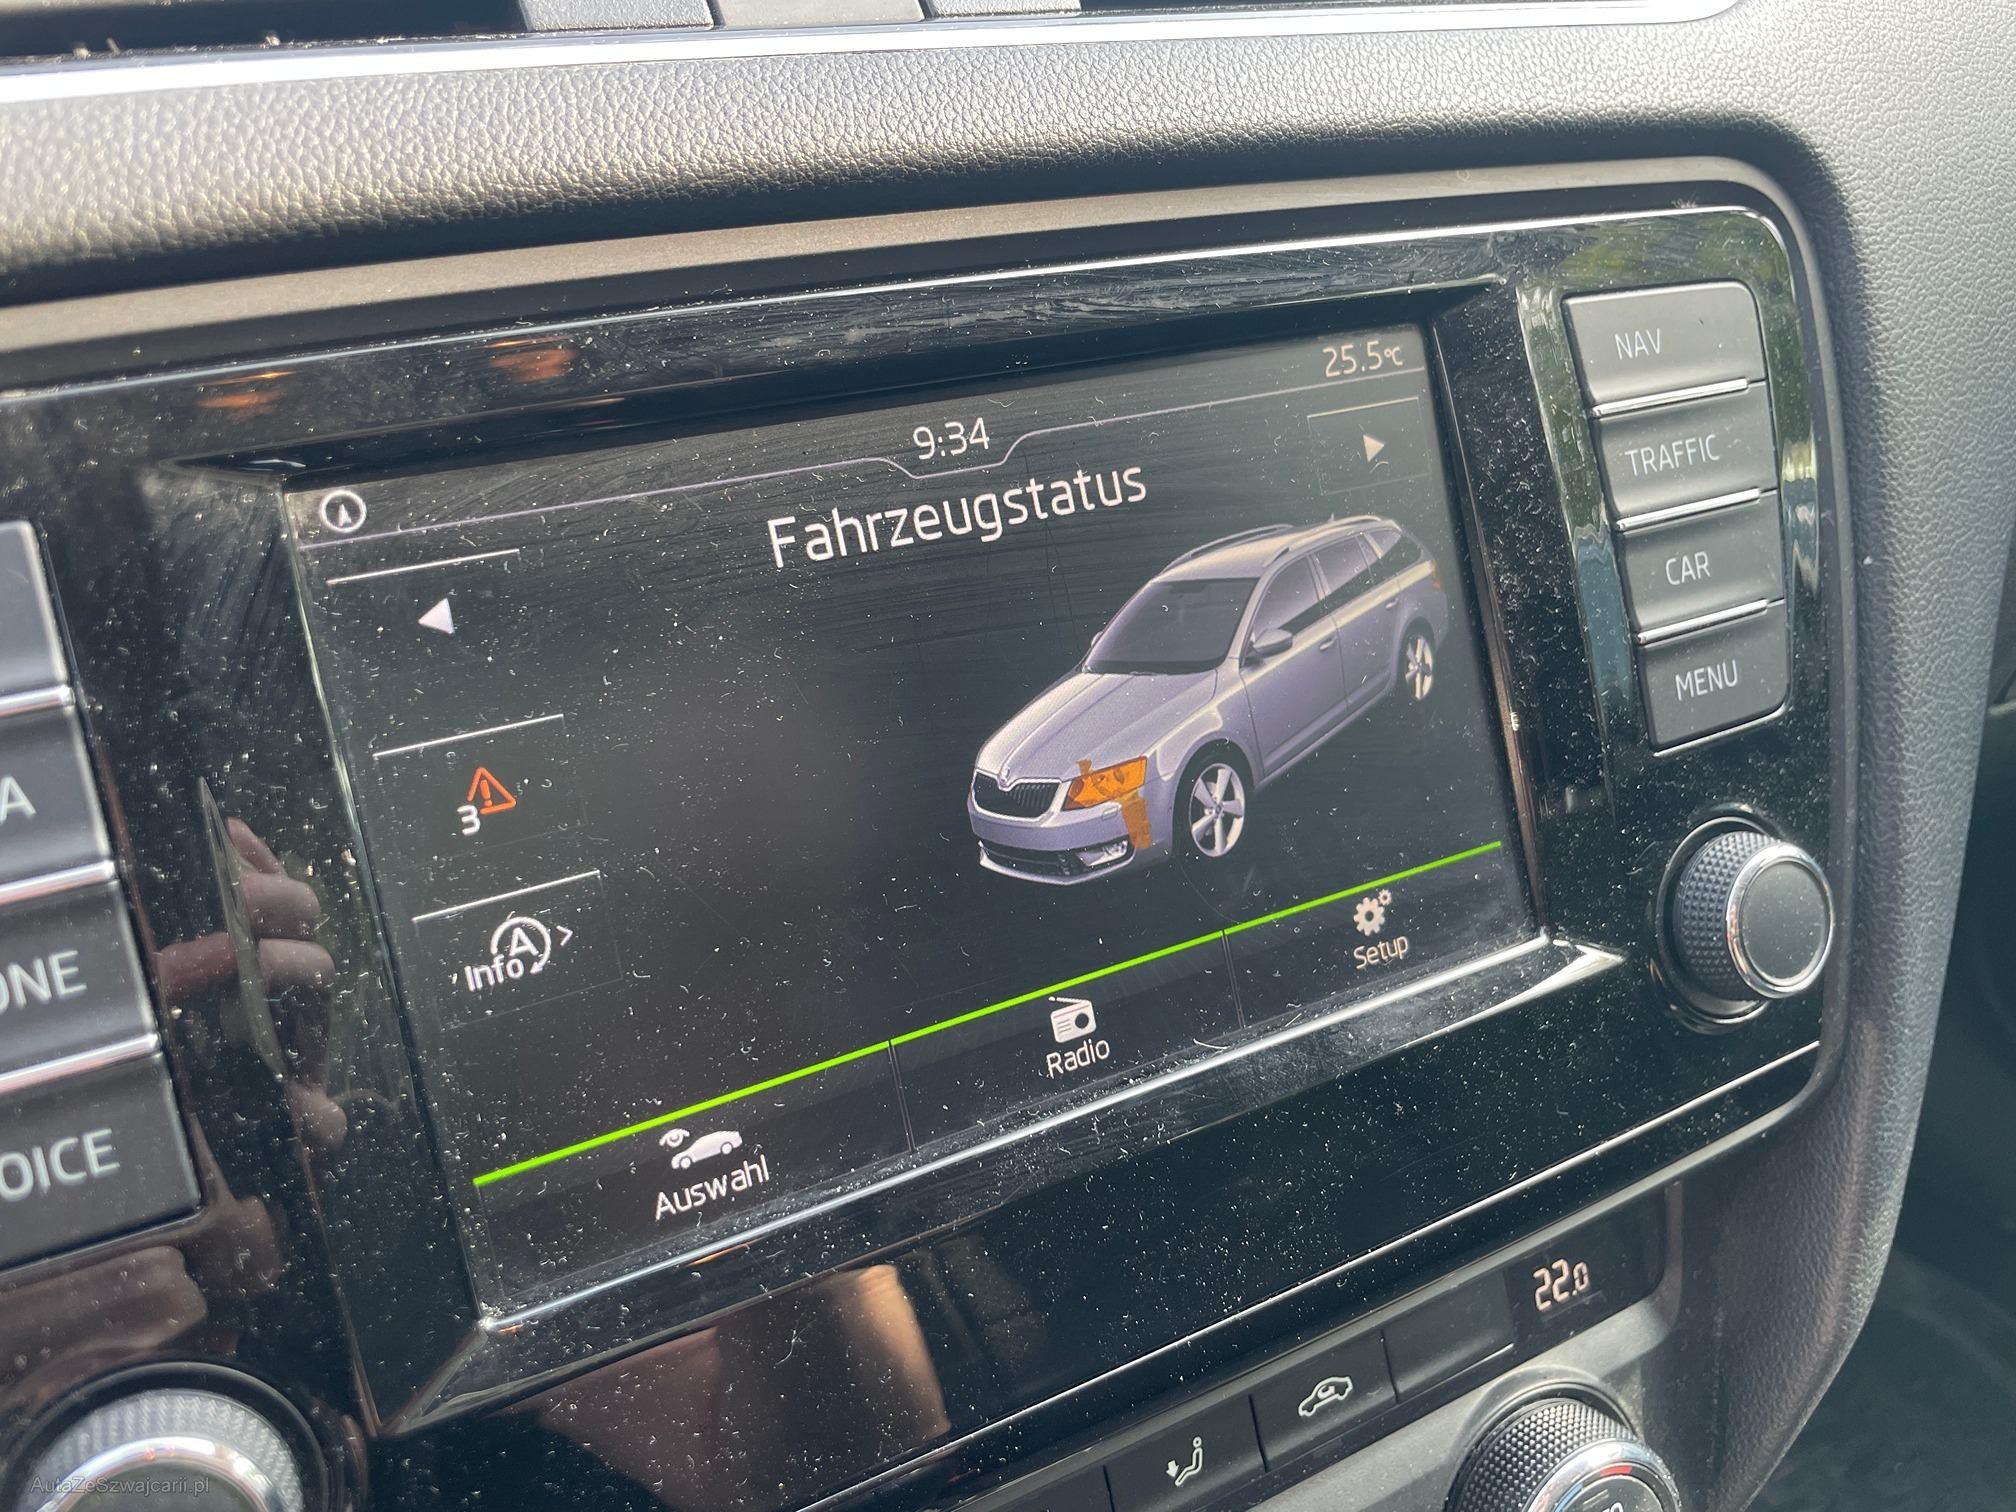 25.5°C
9:34
Fahrzeugstatus
3
Info
A
Auswahl
Radio
Setup
NAV
TRAFFIC
CAR
MENU
A
ONE
OICE
22.0
AutaZeSzwajcarii.pl